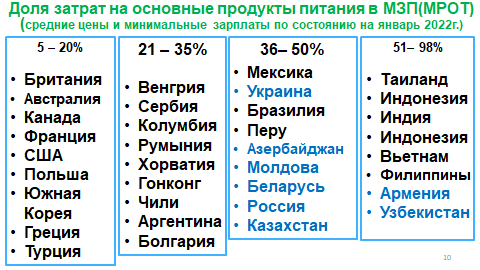 Доля затрат на основные продукты питания в МЗП(МРОТ)
(средние цены и минимальные зарплаты по состоянию на январь 2022г.)
5 – 20%
• Британия
• Австралия
• Канада
• Франция
• США
• Польша
• Южная
Корея
• Греция
• Турция
21 – 35%
• Венгрия
• Сербия
• Колумбия
• Румыния
• Хорватия
• Гонконг
• Чили
• Аргентина
• Болгария
36– 50%
• Мексика
• Украина
• Бразилия
• Перу
• Азербайджан
• Молдова
• Беларусь
• Россия
• Казахстан
51– 98%
• Таиланд
• Индонезия
• Индия
• Индонезия
• Вьетнам
• Филиппины
• Армения
• Узбекистан
10